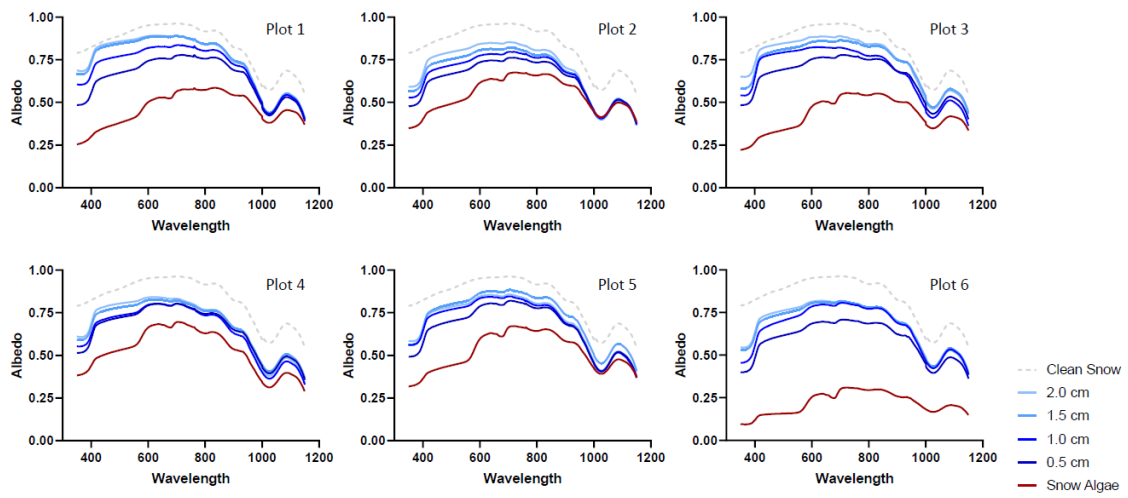 Plot 1
1.00
0.75
0.50
0.25
0.00
Albedo
400 600 800 1000 1200
Wavelength
Plot 2
1.00
0.75
0.50
0.25
0.00
Albedo
400 600 800 1000 1200
Wavelength
Plot 3
1.00
0.75
0.50
0.25
0.00
Albedo
400 600 800 1000 1200
Wavelength
Plot 4
1.00
0.75
0.50
0.25
0.00
Albedo
400 600 800 1000 1200
Wavelength
Plot 5
1.00
0.75
0.50
0.25
0.00
Albedo
400 600 800 1000 1200
Wavelength
Plot 6
1.00
0.75
0.50
0.25
0.00
Albedo
400 600 800 1000 1200
Wavelength
Clean Snow
2.0 cm
1.5 cm
1.0 cm
0.5 cm
Snow Algae